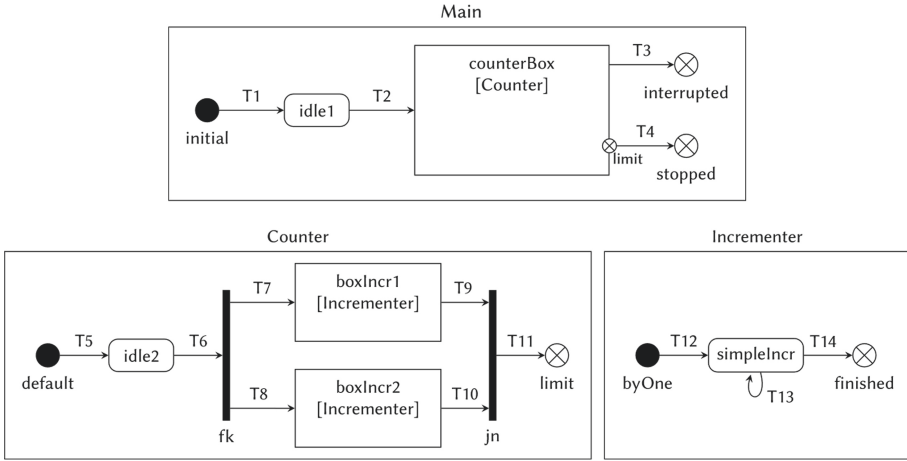 Main
T1
T2
T3
T4
initial
idle1
counterBox
[Counter]
interrupted
limit
stopped
Counter
T5
T6
T7
T8
T9
T10
T11
default
idle2
fk
boxIncr1
[Incrementer]
boxIncr2
[Incrementer]
jn
limit
Incrementer
T12
T13
T14
byOne
simpleIncr
finished